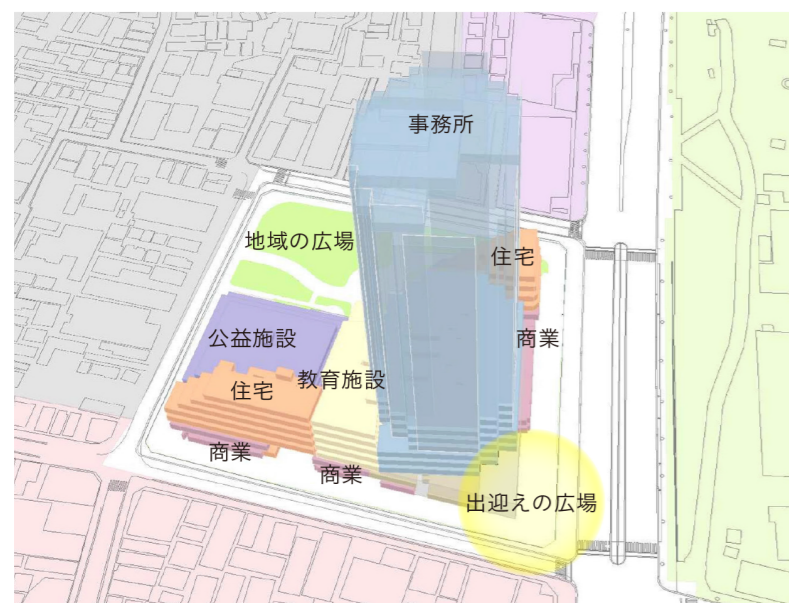 事務所
地域の広場
住宅
公益施設
商業
教育施設
住宅
商業
商業
出迎えの広場